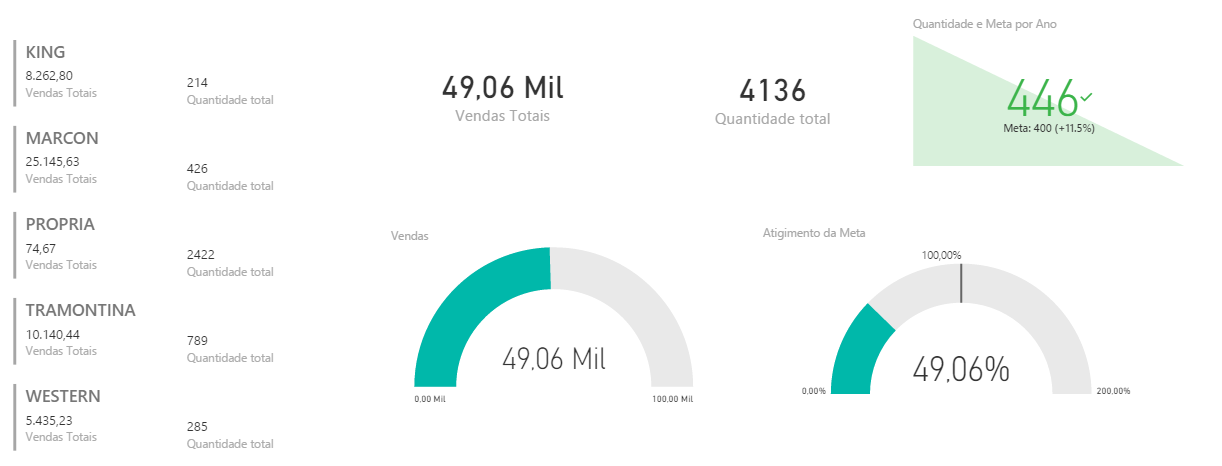 KING
8.262,80
Vendas Totais
214
Quantidade total
MARCON
25.145,63
Vendas Totais
426
Quantidade total
PROPRIA
74,67
Vendas Totais
2422
Quantidade total
TRAMONTINA
10.140,44
Vendas Totais
789
Quantidade total
WESTERN
5.435,23
Vendas Totais
285
Quantidade total
49,06 Mil
Vendas Totais
4136
Quantidade total
Quantidade e Meta por Ano
446
Meta: 400 (+11.5%)
Vendas
49,06 Mil
0,00 Mil
100,00 Mil
Atigimento da Meta
100,00%
49,06%
0,00%
200,00%